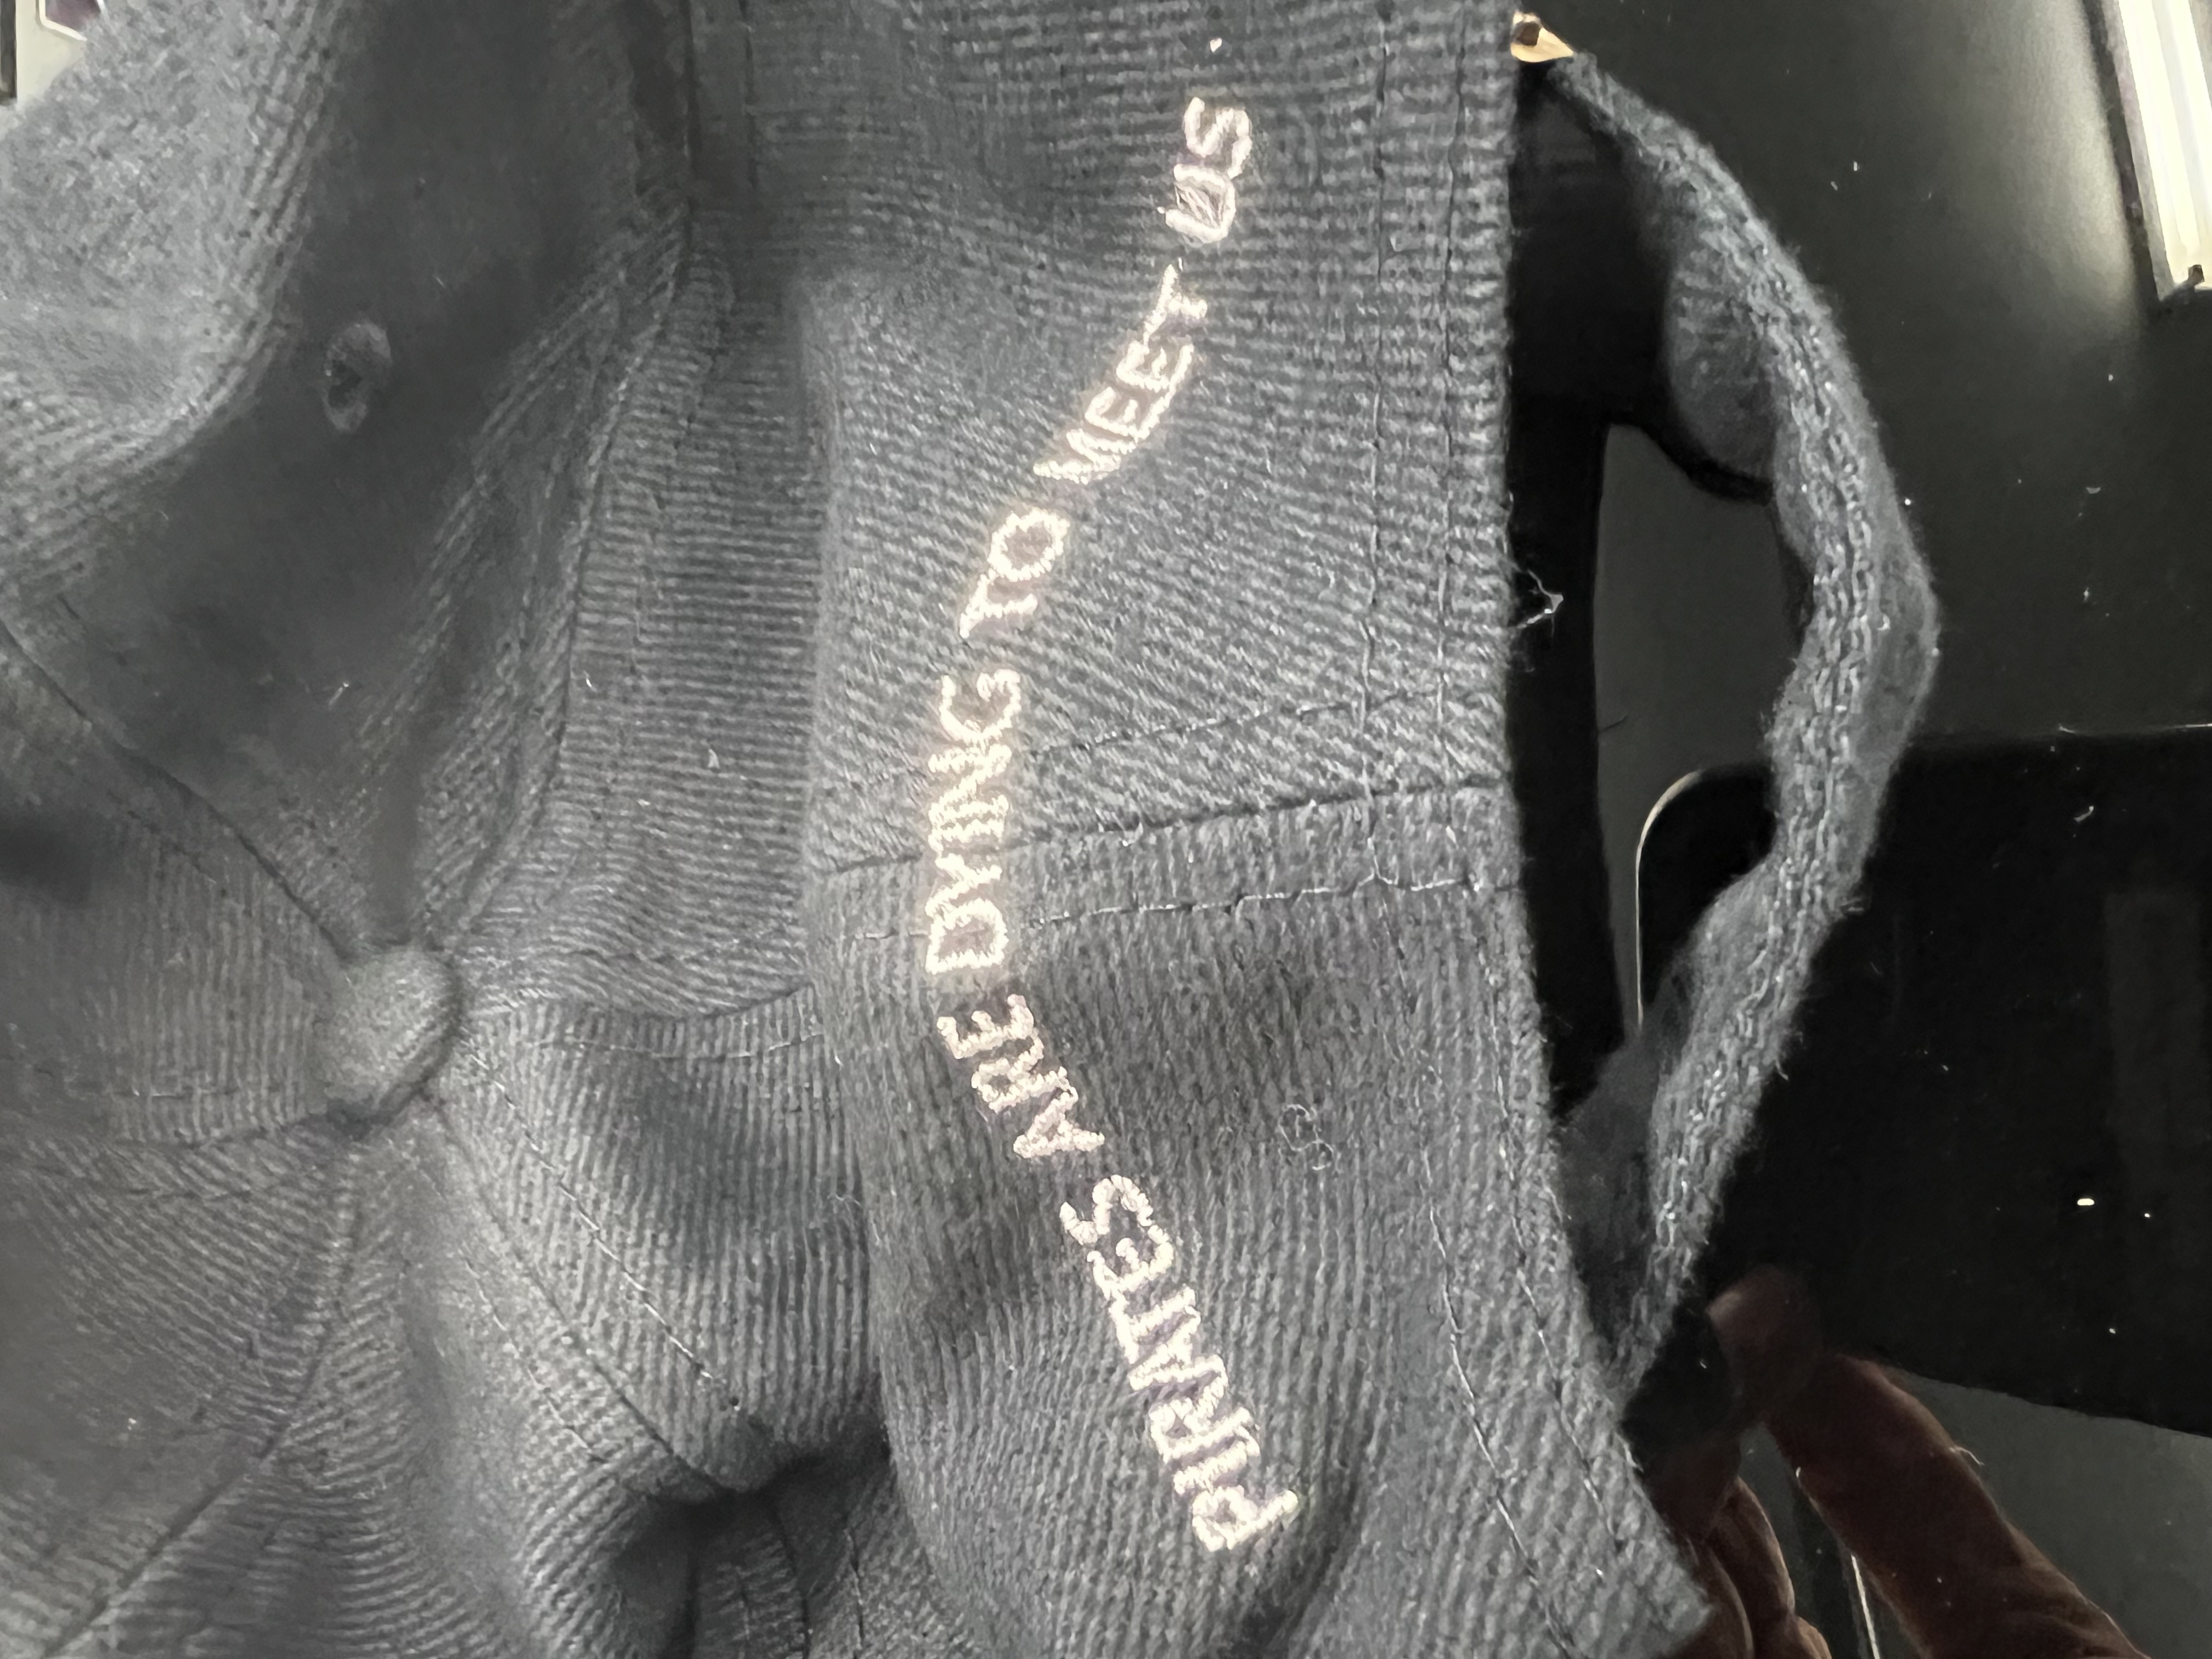 PIRATES ARE DYING TO MEET US